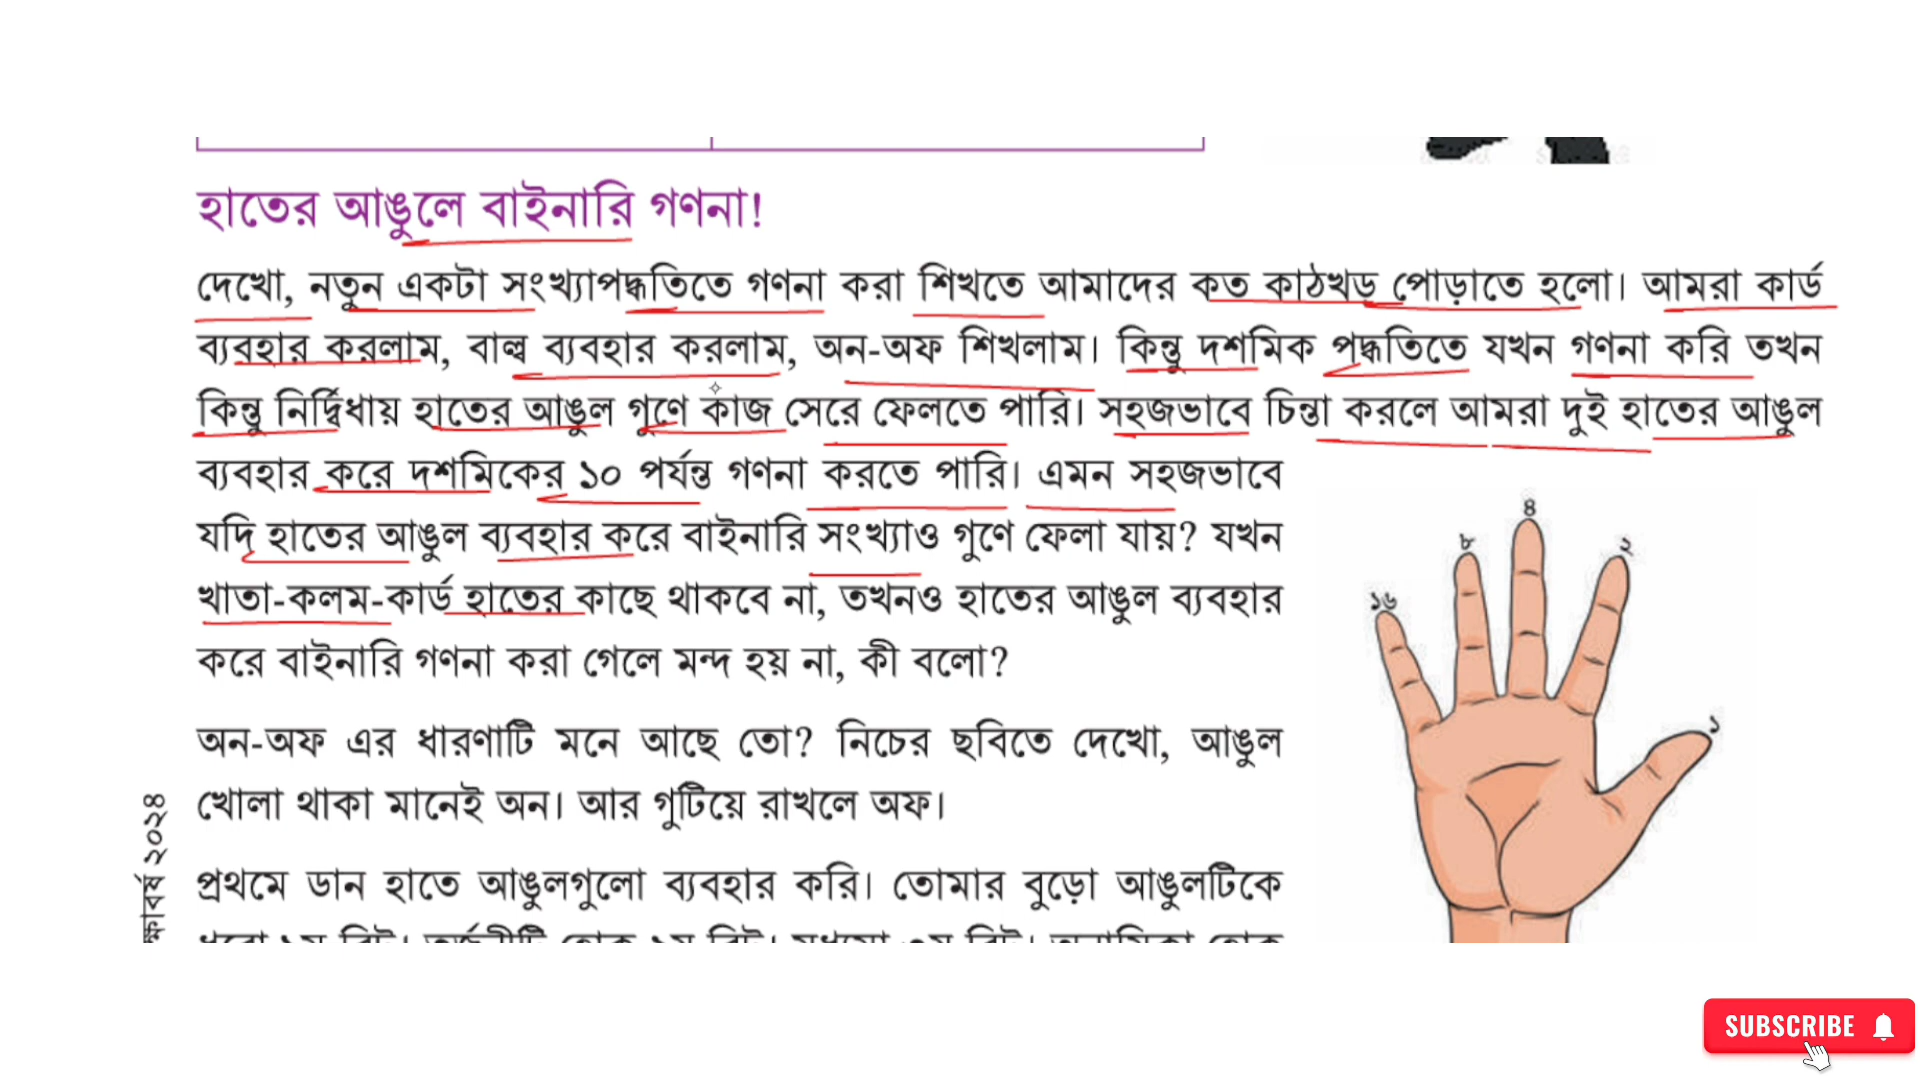 হাতের আঙুলে বাইনারি গণনা!
দেখো, নতুন একটা সংখ্যাপদ্ধতিতে গণনা করা শিখতে আমাদের কত কাঠখড় পোড়াতে হলো। আমরা কার্ড
ব্যবহার করলাম, বাল্ব ব্যবহার করলাম, অন-অফ শিখলাম। কিন্তু দশমিক পদ্ধতিতে যখন গণনা করি তখন
কিন্তু নির্দ্বিধায় হাতের আঙুল গুণে কাজ সেরে ফেলতে পারি। সহজভাবে চিন্তা করলে আমরা দুই হাতের আঙুল
ব্যবহার করে দশমিকের ১০ পর্যন্ত গণনা করতে পারি। এমন সহজভাবে
যদি হাতের আঙুল ব্যবহার করে বাইনারি সংখ্যাও গুণে ফেলা যায়? যখন
খাতা-কলম-কার্ড হাতের কাছে থাকবে না, তখনও হাতের আঙুল ব্যবহার
করে বাইনারি গণনা করা গেলে মন্দ হয় না, কী বলো?
অন-অফ এর ধারণাটি মনে আছে তো? নিচের ছবিতে দেখো, আঙুল
খোলা থাকা মানেই অন। আর গুটিয়ে রাখলে অফ।
প্রথমে ডান হাতে আঙুলগুলো ব্যবহার করি। তোমার বুড়ো আঙুলটিকে
১৬
৮
৪
২
১
২০২৪
SUBSCRIBE